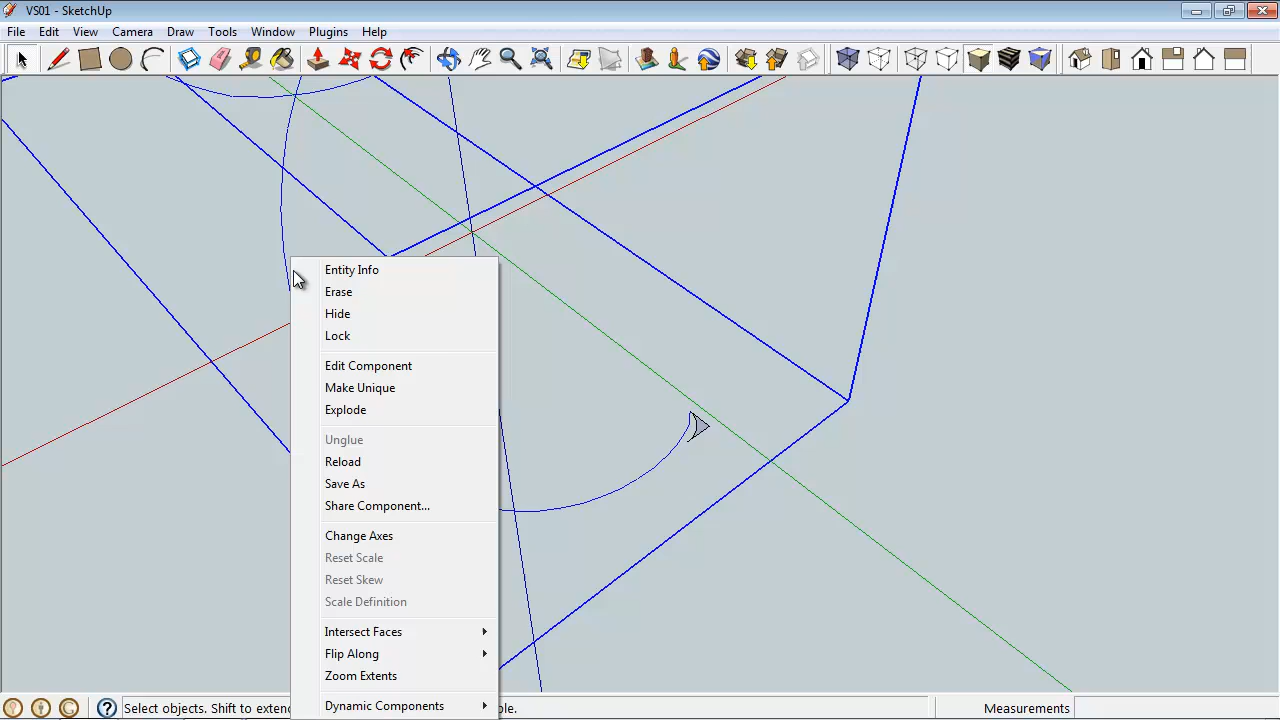 VS01 - SketchUp
File Edit View Camera Draw Tools Window Plugins Help
Entity Info
Erase
Hide
Lock
Edit Component
Make Unique
Explode
Unglue
Reload
Save As
Share Component...
Change Axes
Reset Scale
Reset Skew
Scale Definition
Intersect Faces
Flip Along
Zoom Extents
Dynamic Components
Select objects. Shift to exten ble. Measurements